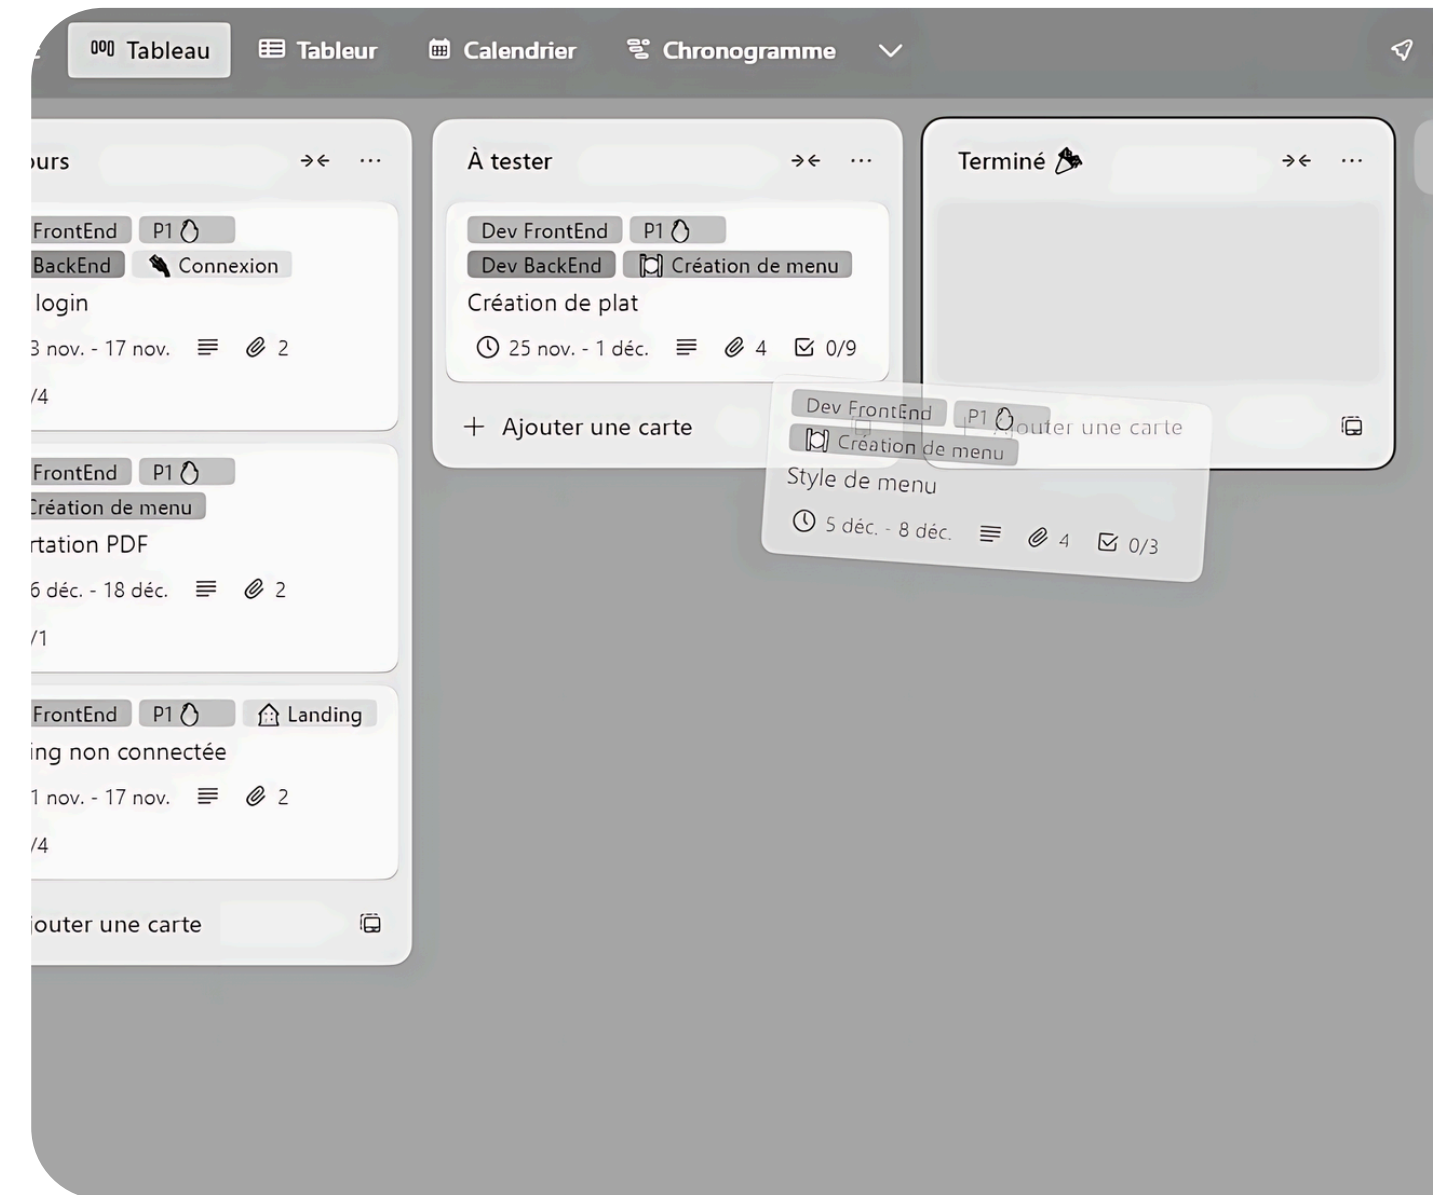 Tableau Tableur Calendrier Chronogramme
ours
FrontEnd P1
BackEnd Connexion
login
3 nov. - 17 nov. 2
/4
FrontEnd P1
Création de menu
rtation PDF
6 déc. - 18 déc. 2
/1
FrontEnd P1 Landing
ing non connectée
1 nov. - 17 nov. 2
/4
jouter une carte
À tester
Dev FrontEnd P1
Dev BackEnd Création de menu
Création de plat
25 nov. - 1 déc. 4 0/9
+ Ajouter une carte
Terminé
outer une carte
Dev FrontEnd P1
Création de menu
Style de menu
5 déc. - 8 déc. 4 0/3